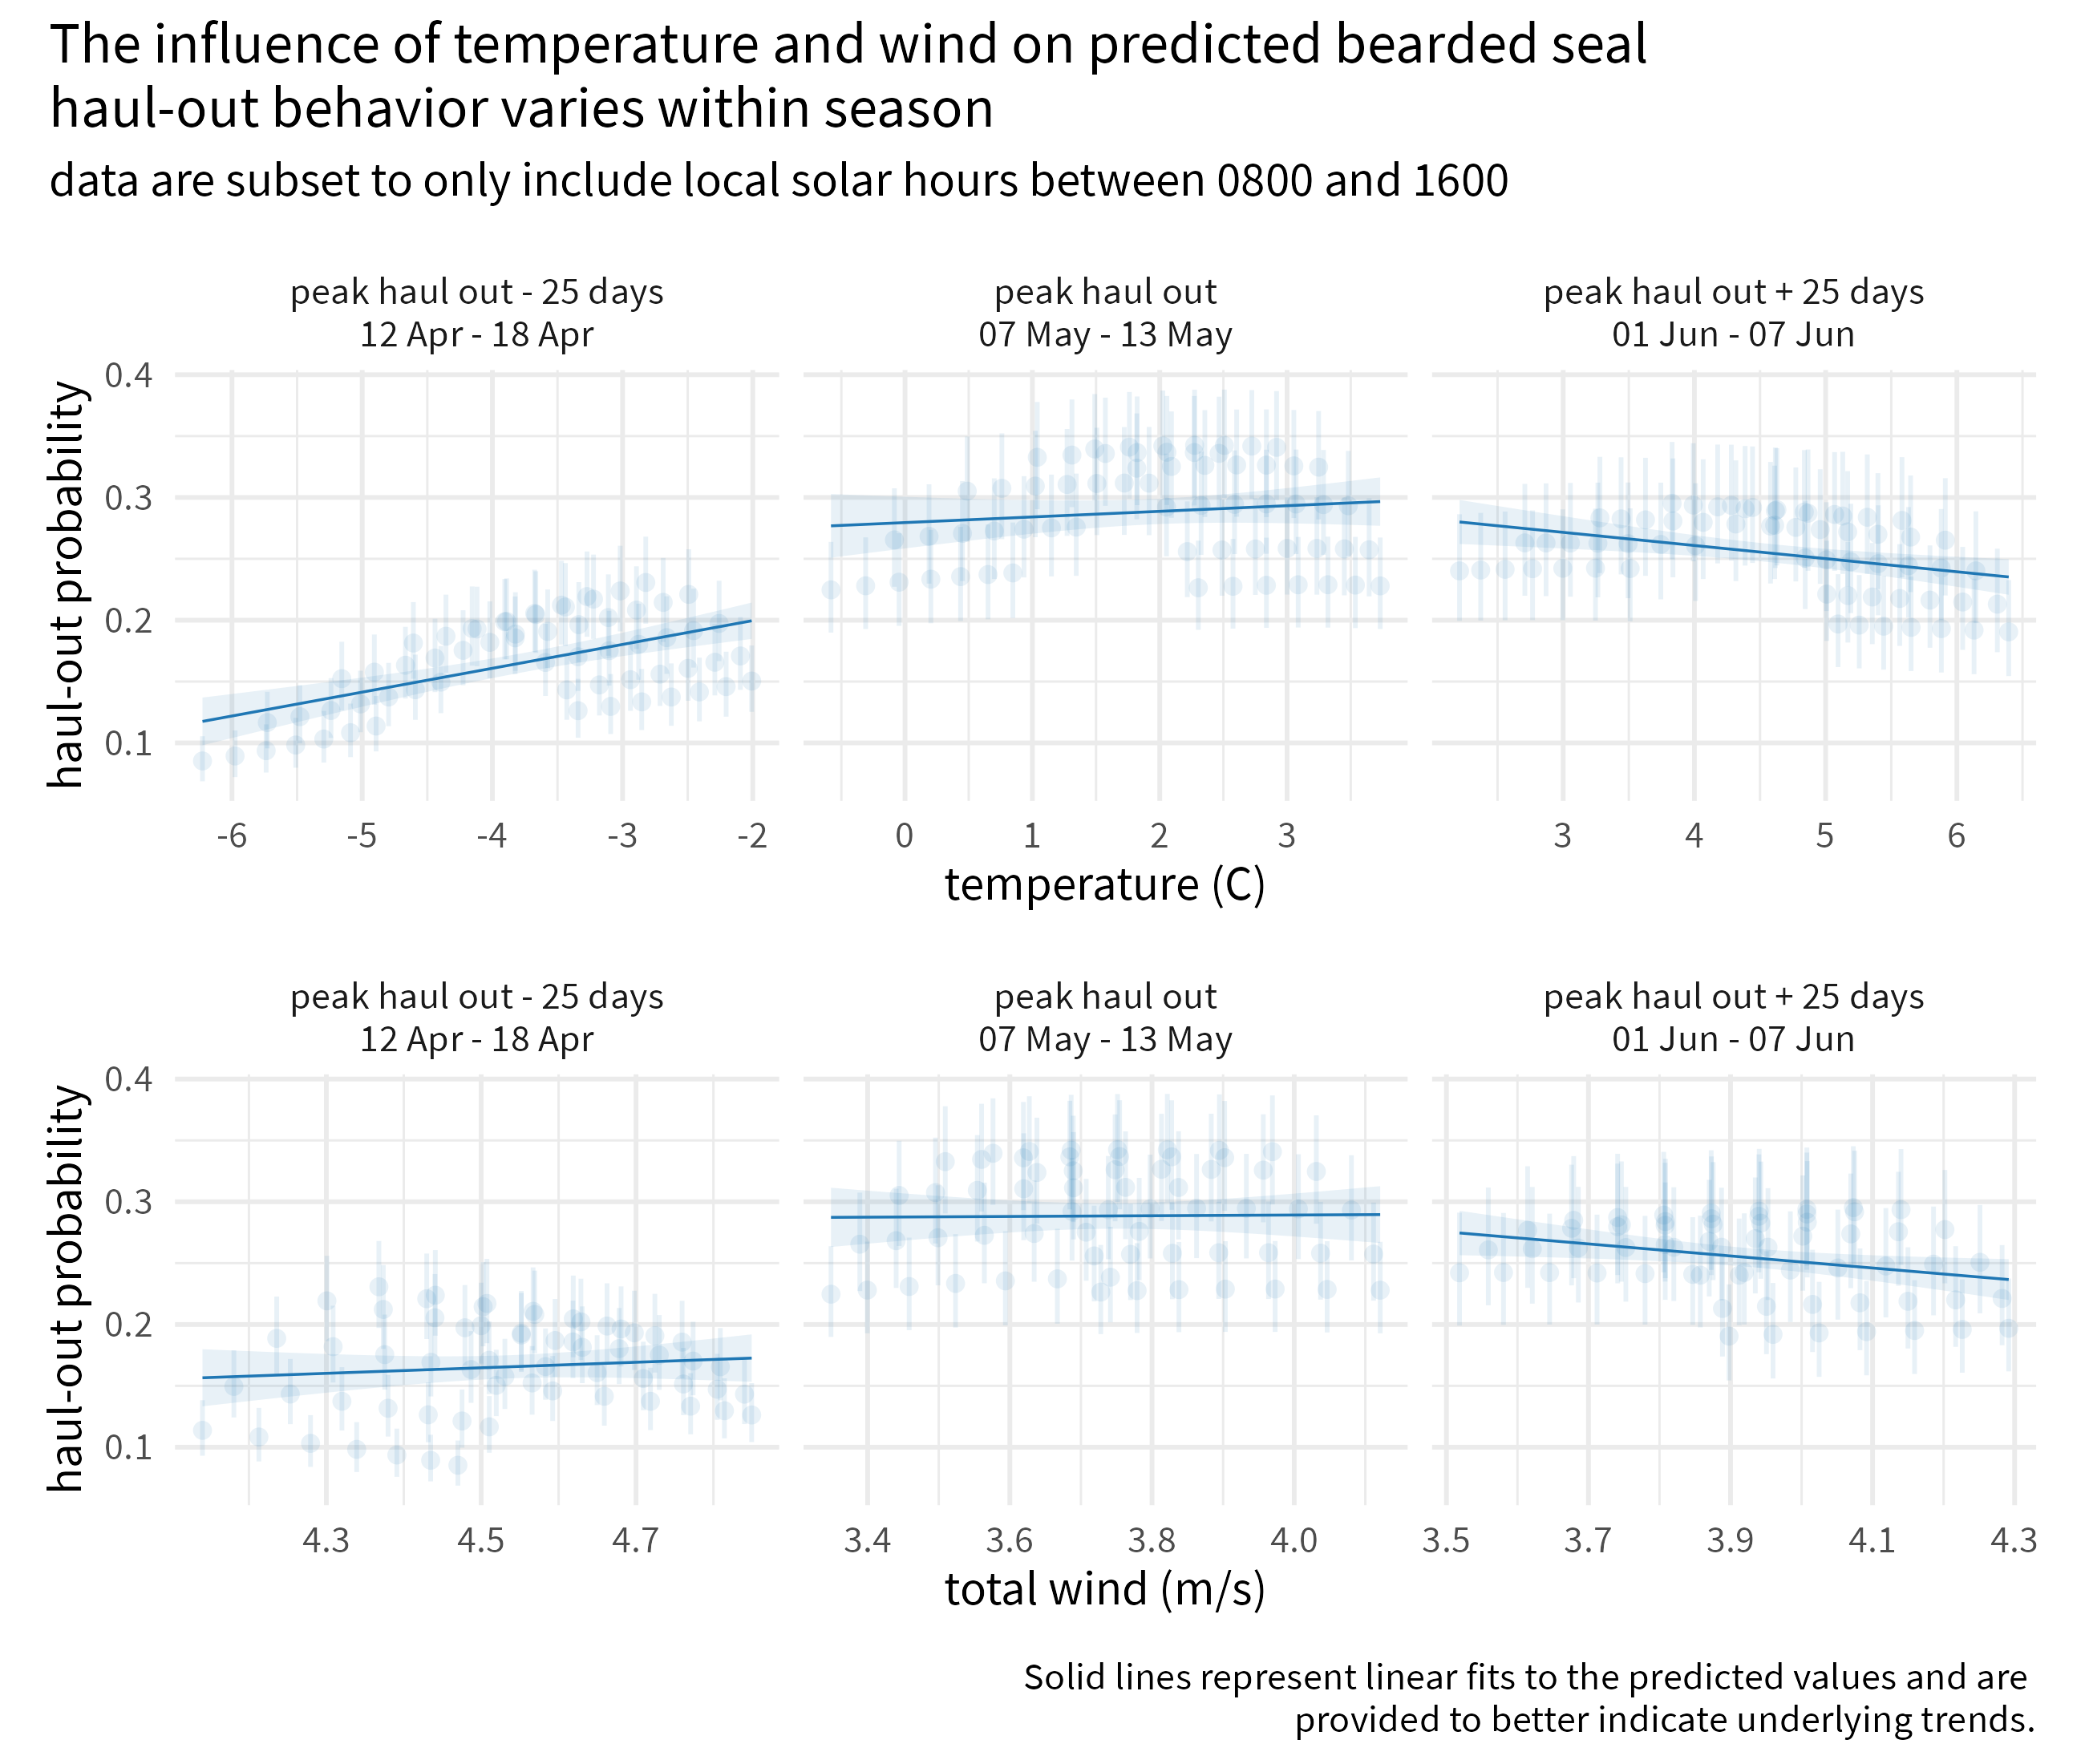 The influence of temperature and wind on predicted bearded seal
haul-out behavior varies within season
data are subset to only include local solar hours between 0800 and 1600
peak haul out - 25 days
12 Apr - 18 Apr
peak haul out
07 May - 13 May
peak haul out + 25 days
01 Jun - 07 Jun
haul-out probability
0.4
0.3
0.2
0.1
-6 -5 -4 -3 -2
0 1 2 3
3 4 5 6
temperature (C)
peak haul out - 25 days
12 Apr - 18 Apr
peak haul out
07 May - 13 May
peak haul out + 25 days
01 Jun - 07 Jun
haul-out probability
0.4
0.3
0.2
0.1
4.3 4.5 4.7
3.4 3.6 3.8 4.0
3.5 3.7 3.9 4.1 4.3
total wind (m/s)
Solid lines represent linear fits to the predicted values and are
provided to better indicate underlying trends.